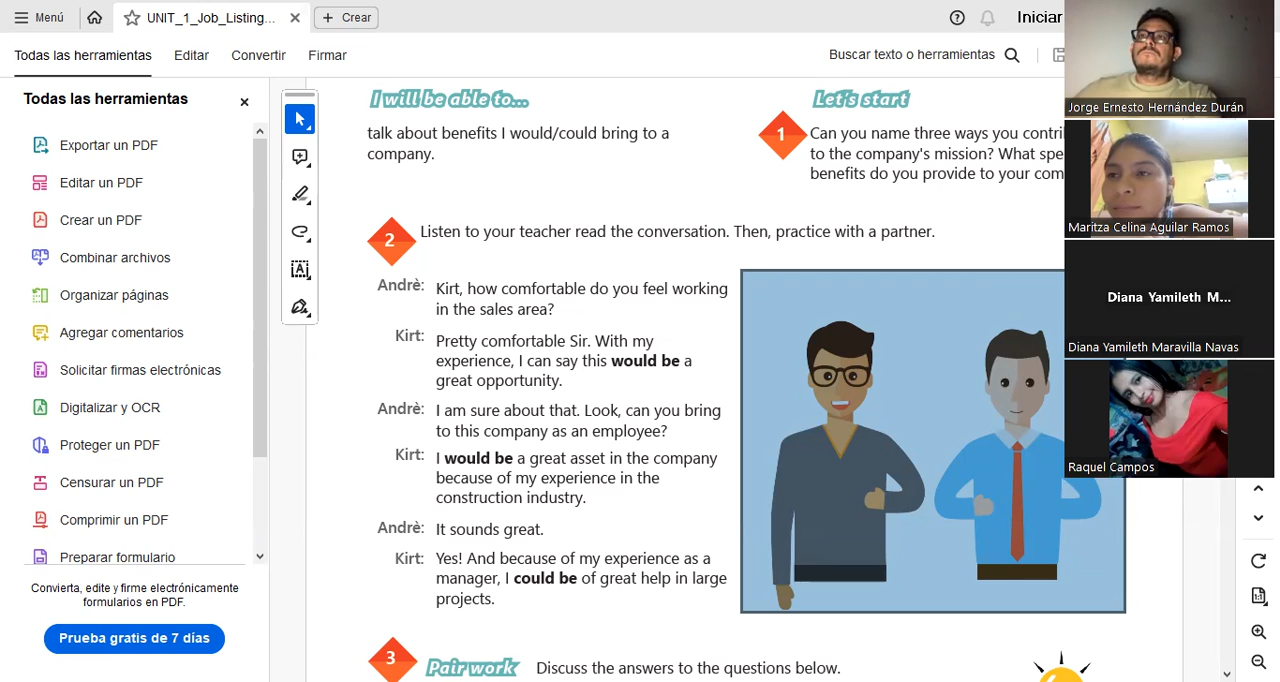 Menú
UNIT_1_Job_Listing...
Crear
Iniciar
Todas las herramientas
Editar
Convertir
Firmar
Buscar texto o herramientas
Todas las herramientas
Exportar un PDF
Editar un PDF
Crear un PDF
Combinar archivos
Organizar páginas
Agregar comentarios
Solicitar firmas electrónicas
Digitalizar y OCR
Proteger un PDF
Censurar un PDF
Comprimir un PDF
Preparar formulario
Convierta, edite y firme electrónicamente
formularios en PDF.
Prueba gratis de 7 días
I will be able to...
talk about benefits I would/could bring to a
company.
Let's start
1
Can you name three ways you contri
to the company's mission? What spe
benefits do you provide to your com
2
Listen to your teacher read the conversation. Then, practice with a partner.
Andrè: Kirt, how comfortable do you feel working
in the sales area?
Kirt: Pretty comfortable Sir. With my
experience, I can say this would be a
great opportunity.
Andrè: I am sure about that. Look, can you bring
to this company as an employee?
Kirt: I would be a great asset in the company
because of my experience in the
construction industry.
Andrè: It sounds great.
Kirt: Yes! And because of my experience as a
manager, I could be of great help in large
projects.
3
Pair work
Discuss the answers to the questions below.
Jorge Ernesto Hernández Durán
Maritza Celina Aguilar Ramos
Diana Yamileth M...
Diana Yamileth Maravilla Navas
Raquel Campos
1:1